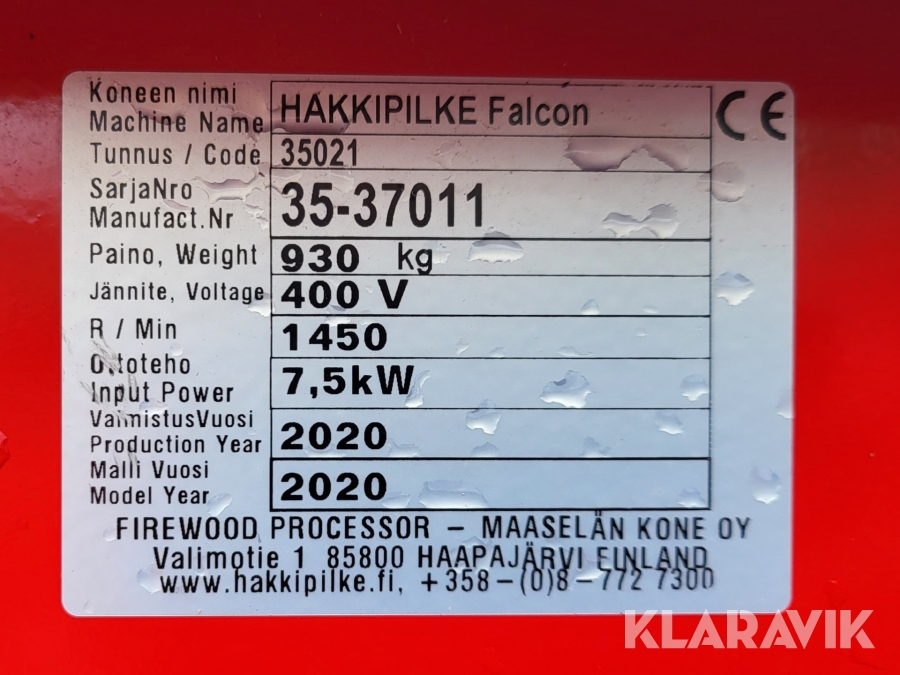 Koneen nimi
Machine Name HAKKIPILKE Falcon CE
Tunnus / Code 35021
SarjaNro
Manufact.Nr 35-37011
Paino, Weight 930 kg
Jännite, Voltage 400 V
R / Min 1450
Ottoteho
Input Power 7,5kW
ValmistusVuosi
Production Year 2020
Malli Vuosi
Model Year 2020
FIREWOOD PROCESSOR – MAASELÄN KONE OY
Valimotie 1 85800 HAAPAJÄRVI FINLAND
www.hakkipilke.fi, +358–(0)8–772 7300
KLARAVIK